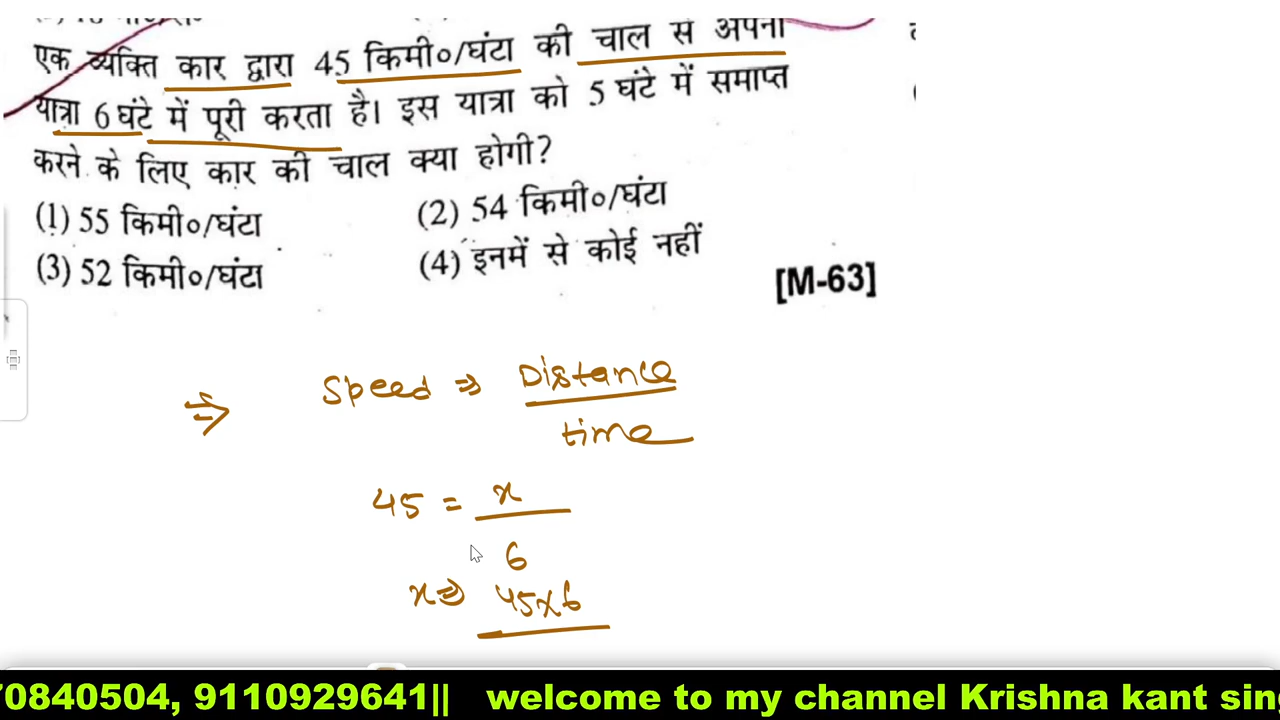 एक व्यक्ति कार द्वारा 45 किमी०/घंटा की चाल से अपना
यात्रा 6 घंटे में पूरी करता है। इस यात्रा को 5 घंटे में समाप्त
करने के लिए कार की चाल क्या होगी?
(1) 55 किमी०/घंटा (2) 54 किमी०/घंटा
(3) 52 किमी०/घंटा (4) इनमें से कोई नहीं
[M-63]
⇒ Speed ⇒ Distance
time
45 = x
6
x ⇒ 45×6
70840504, 9110929641|| welcome to my channel Krishna kant sin